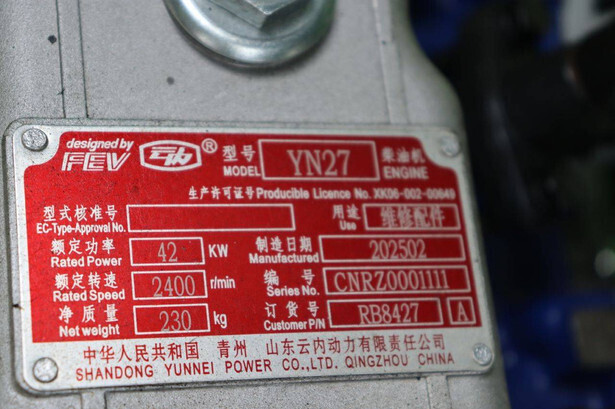 designed by FEV 云内 ® 型号 MODEL YN27 柴油机 ENGINE
生产许可证号 Producible Licence No. XK06-002-00649
型式核准号 EC-Type-Approval No. 用途 Use 维修配件
额定功率 Rated Power 42 KW 制造日期 Manufactured 202502
额定转速 Rated Speed 2400 r/min 编号 Series No. CNRZ0001111
净质量 Net weight 230 kg 订货号 Customer P/N RB8427 A
中华人民共和国 青州 山东云内动力有限责任公司
SHANDONG YUNNEI POWER CO.,LTD. QINGZHOU CHINA